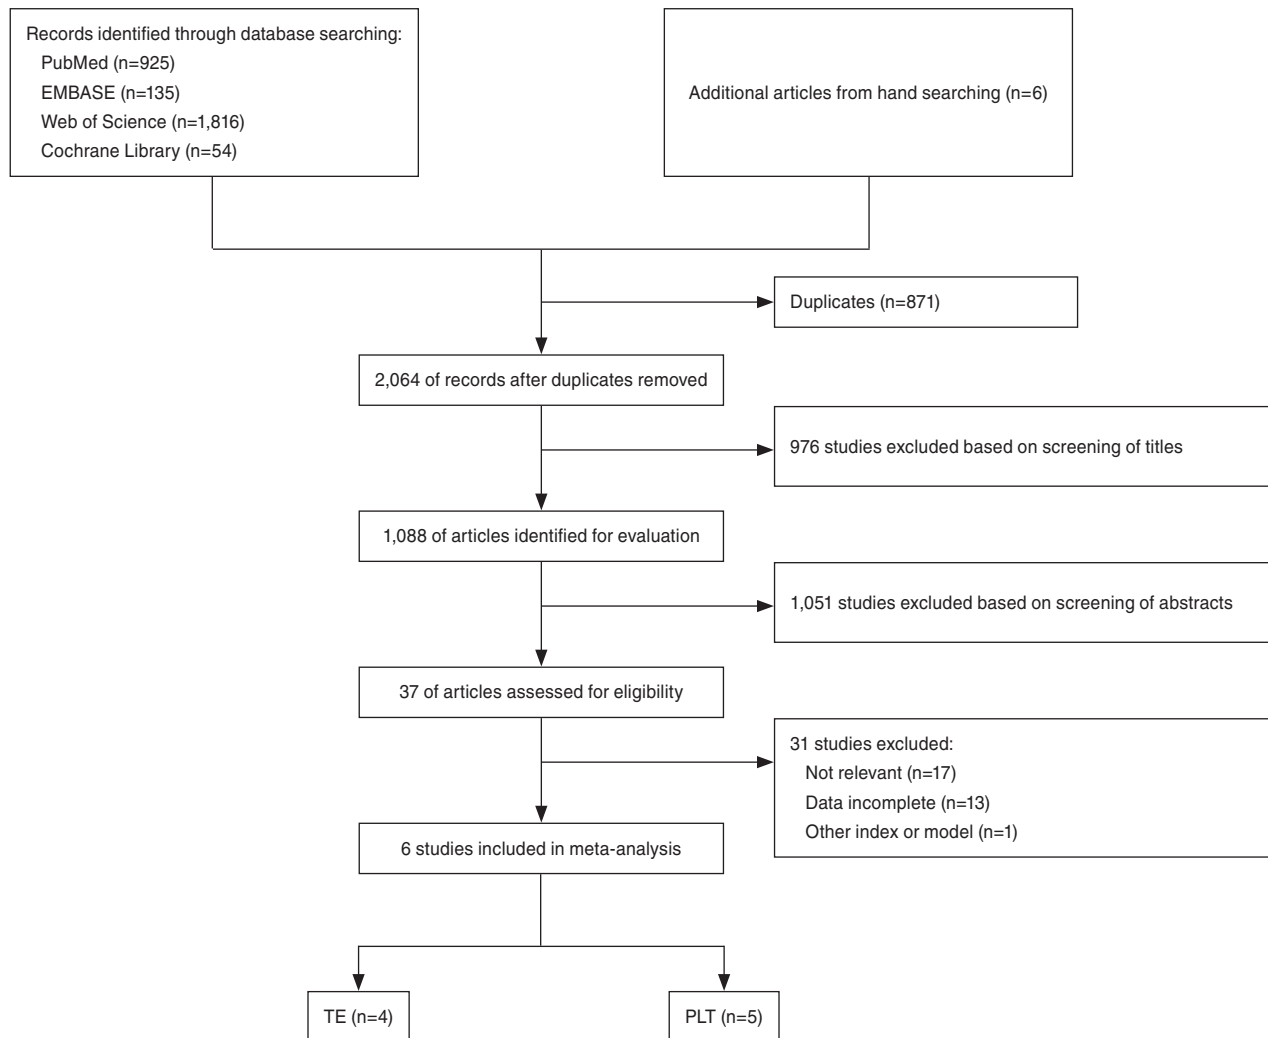 Records identified through database searching:
PubMed (n=925)
EMBASE (n=135)
Web of Science (n=1,816)
Cochrane Library (n=54)
Additional articles from hand searching (n=6)
Duplicates (n=871)
2,064 of records after duplicates removed
976 studies excluded based on screening of titles
1,088 of articles identified for evaluation
1,051 studies excluded based on screening of abstracts
37 of articles assessed for eligibility
31 studies excluded:
Not relevant (n=17)
Data incomplete (n=13)
Other index or model (n=1)
6 studies included in meta-analysis
TE (n=4)
PLT (n=5)